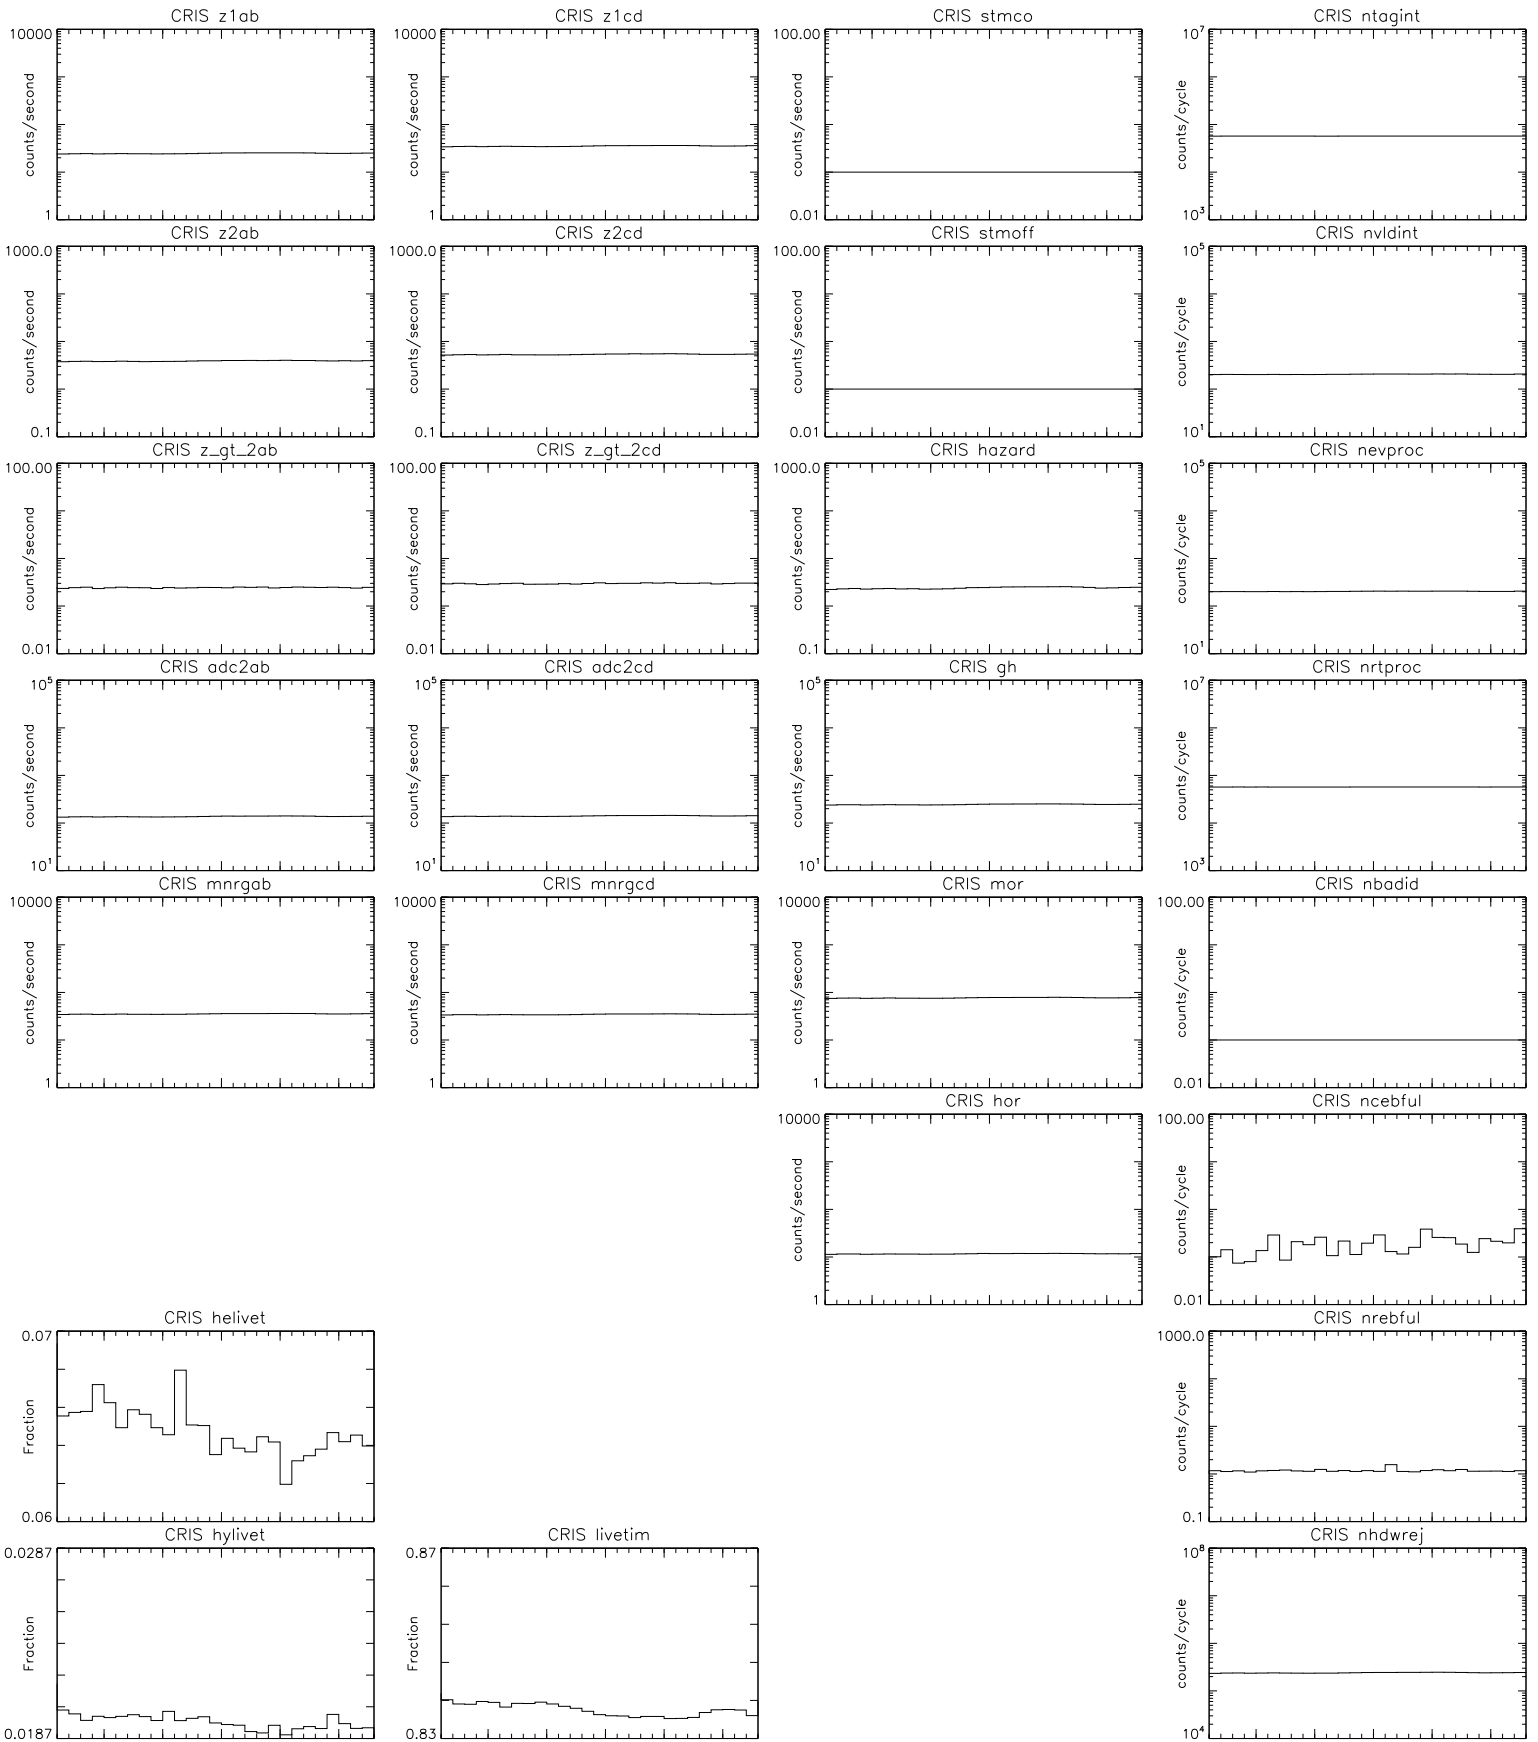 CRIS z1ab
10000
counts/second
1
CRIS z1cd
10000
counts/second
1
CRIS stmco
100.00
counts/second
0.01
CRIS ntagint
10⁷
counts/cycle
10³
CRIS z2ab
1000.0
counts/second
0.1
CRIS z2cd
1000.0
counts/second
0.1
CRIS stmoff
100.00
counts/second
0.01
CRIS nvldint
10⁵
counts/cycle
10¹
CRIS z_gt_2ab
100.00
counts/second
0.01
CRIS z_gt_2cd
100.00
counts/second
0.01
CRIS hazard
1000.0
counts/second
0.1
CRIS nevproc
10⁵
counts/cycle
10¹
CRIS adc2ab
10⁵
counts/second
10¹
CRIS adc2cd
10⁵
counts/second
10¹
CRIS gh
10⁵
counts/second
10¹
CRIS nrtproc
10⁷
counts/cycle
10³
CRIS mnrgab
10000
counts/second
1
CRIS mnrgcd
10000
counts/second
1
CRIS mor
10000
counts/second
1
CRIS nbadid
100.00
counts/cycle
0.01
CRIS hor
10000
counts/second
1
CRIS ncebful
100.00
counts/cycle
0.01
CRIS helivet
0.07
Fraction
0.06
CRIS nrebful
1000.0
counts/cycle
0.1
CRIS hylivet
0.0287
Fraction
0.0187
CRIS livetim
0.87
Fraction
0.83
CRIS nhdwrej
10⁸
counts/cycle
10⁴